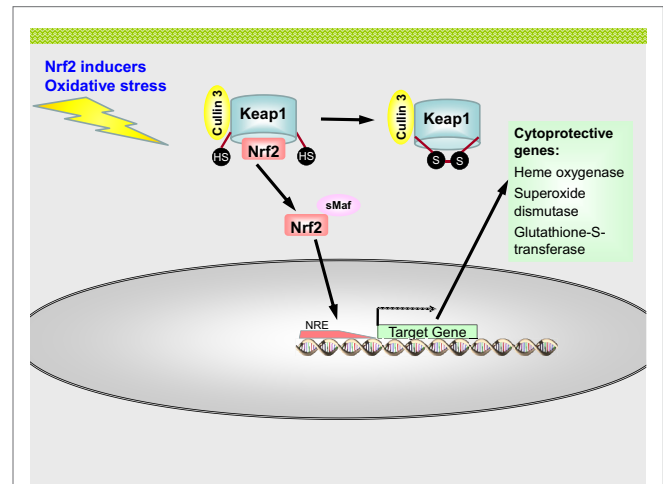 Nrf2 inducers
Oxidative stress
Cullin 3
Keap1
HS
HS
Nrf2
Cullin 3
Keap1
S
S
Cytoprotective
genes:
Heme oxygenase
Superoxide
dismutase
Glutathione-S-
transferase
sMaf
Nrf2
NRE
Target Gene